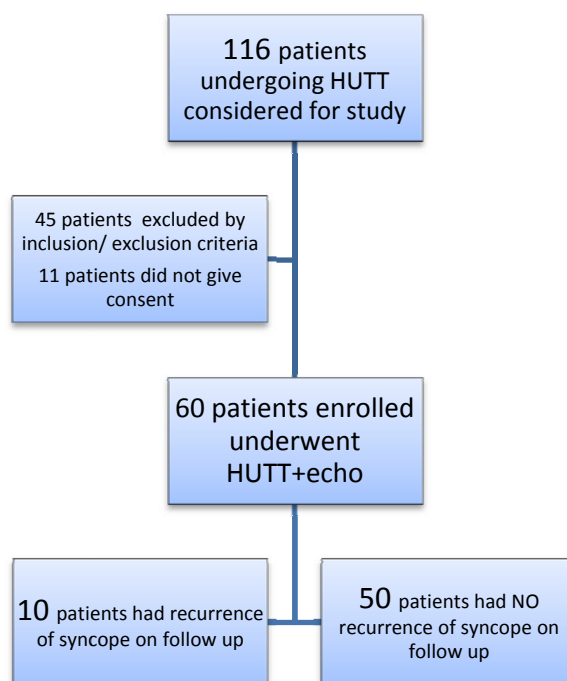 116 patients
undergoing HUTT
considered for study
45 patients excluded by
inclusion/ exclusion criteria
11 patients did not give
consent
60 patients enrolled
underwent
HUTT+echo
10 patients had recurrence
of syncope on follow up
50 patients had NO
recurrence of syncope on
follow up